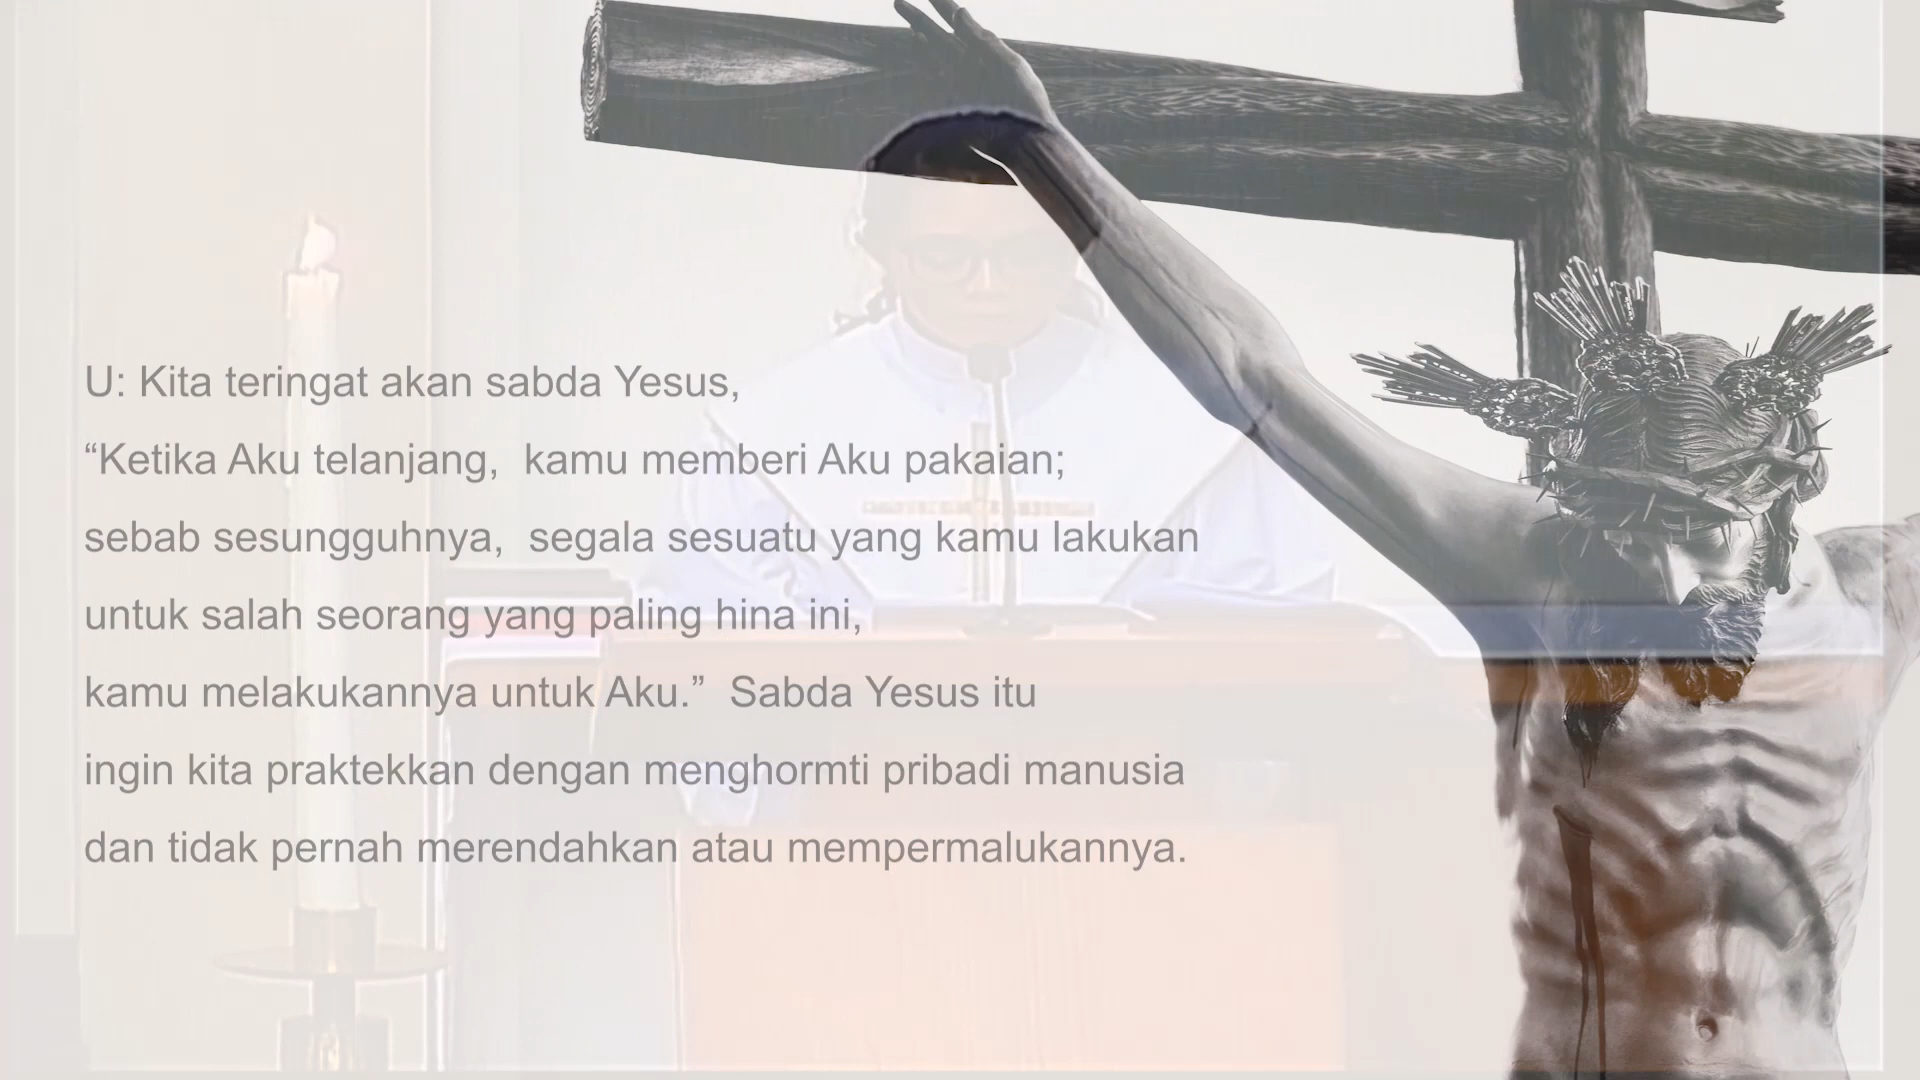 U: Kita teringat akan sabda Yesus,
“Ketika Aku telanjang,  kamu memberi Aku pakaian;
sebab sesungguhnya,  segala sesuatu yang kamu lakukan
untuk salah seorang yang paling hina ini,
kamu melakukannya untuk Aku.”  Sabda Yesus itu
ingin kita praktekkan dengan menghormti pribadi manusia
dan tidak pernah merendahkan atau mempermalukannya.